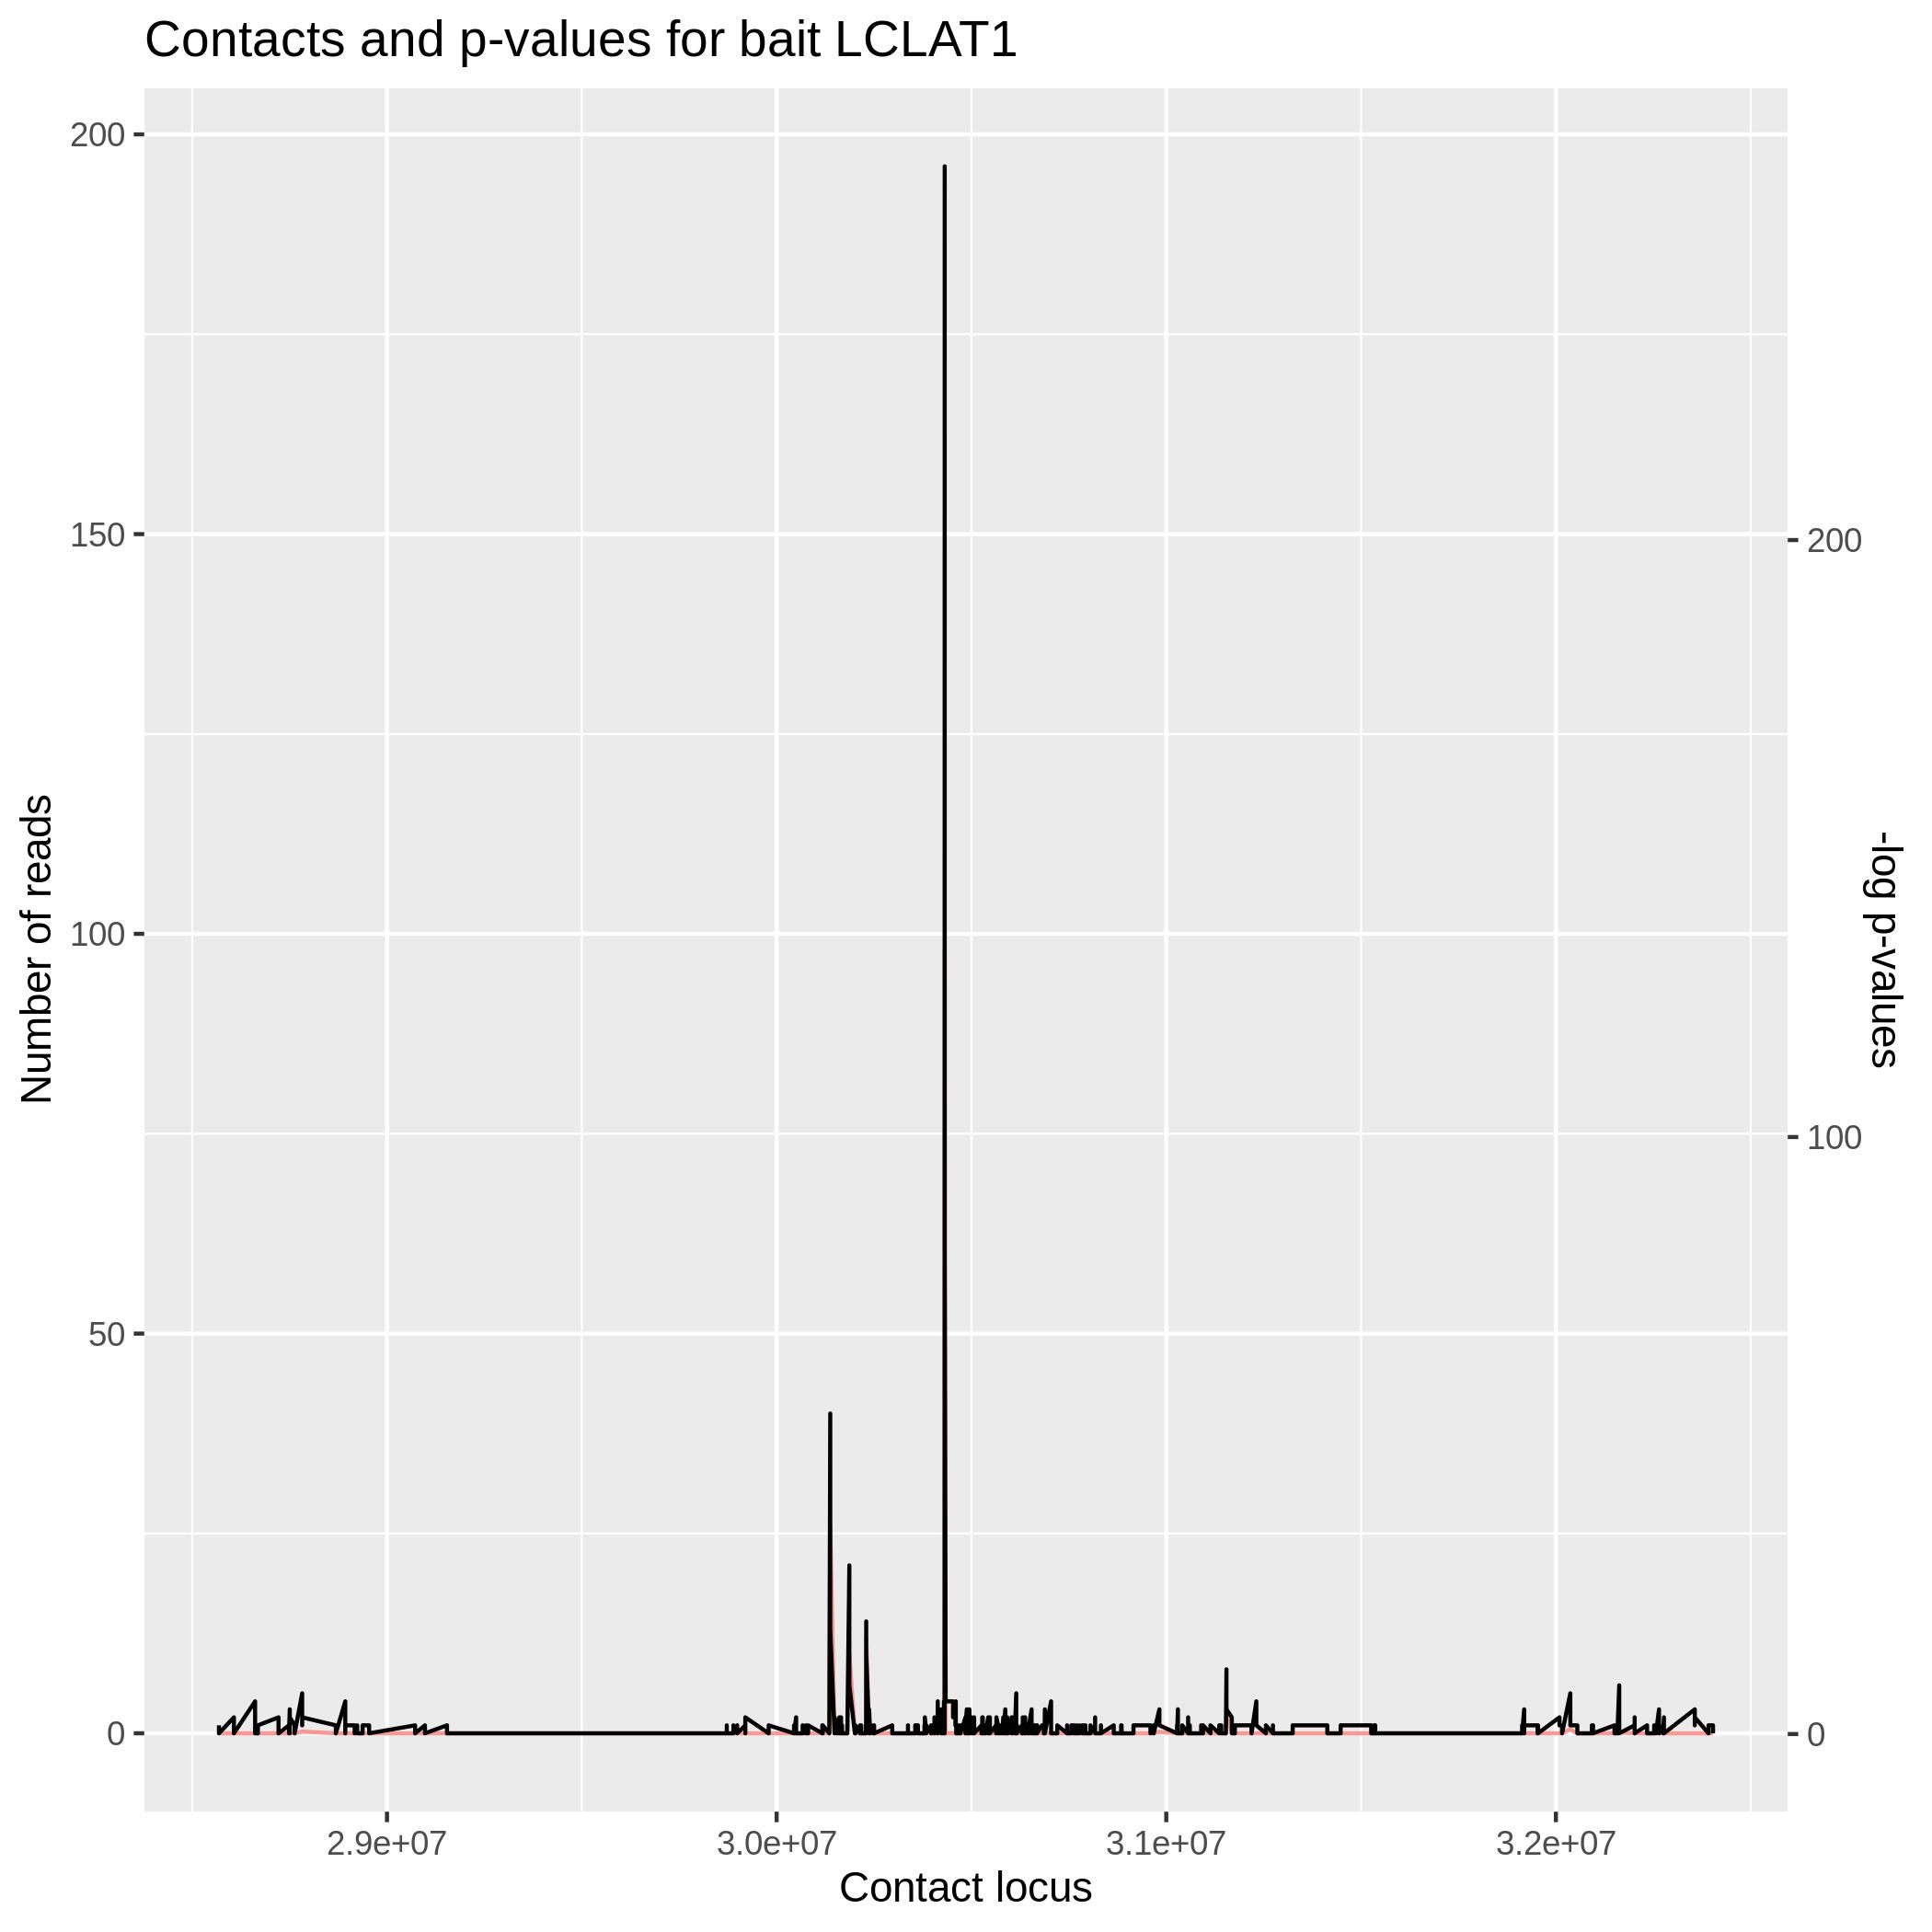 Contacts and p-values for bait LCLAT1
200
150
100
50
0
Number of reads
200
100
0
-log p-values
2.9e+07
3.0e+07
3.1e+07
3.2e+07
Contact locus